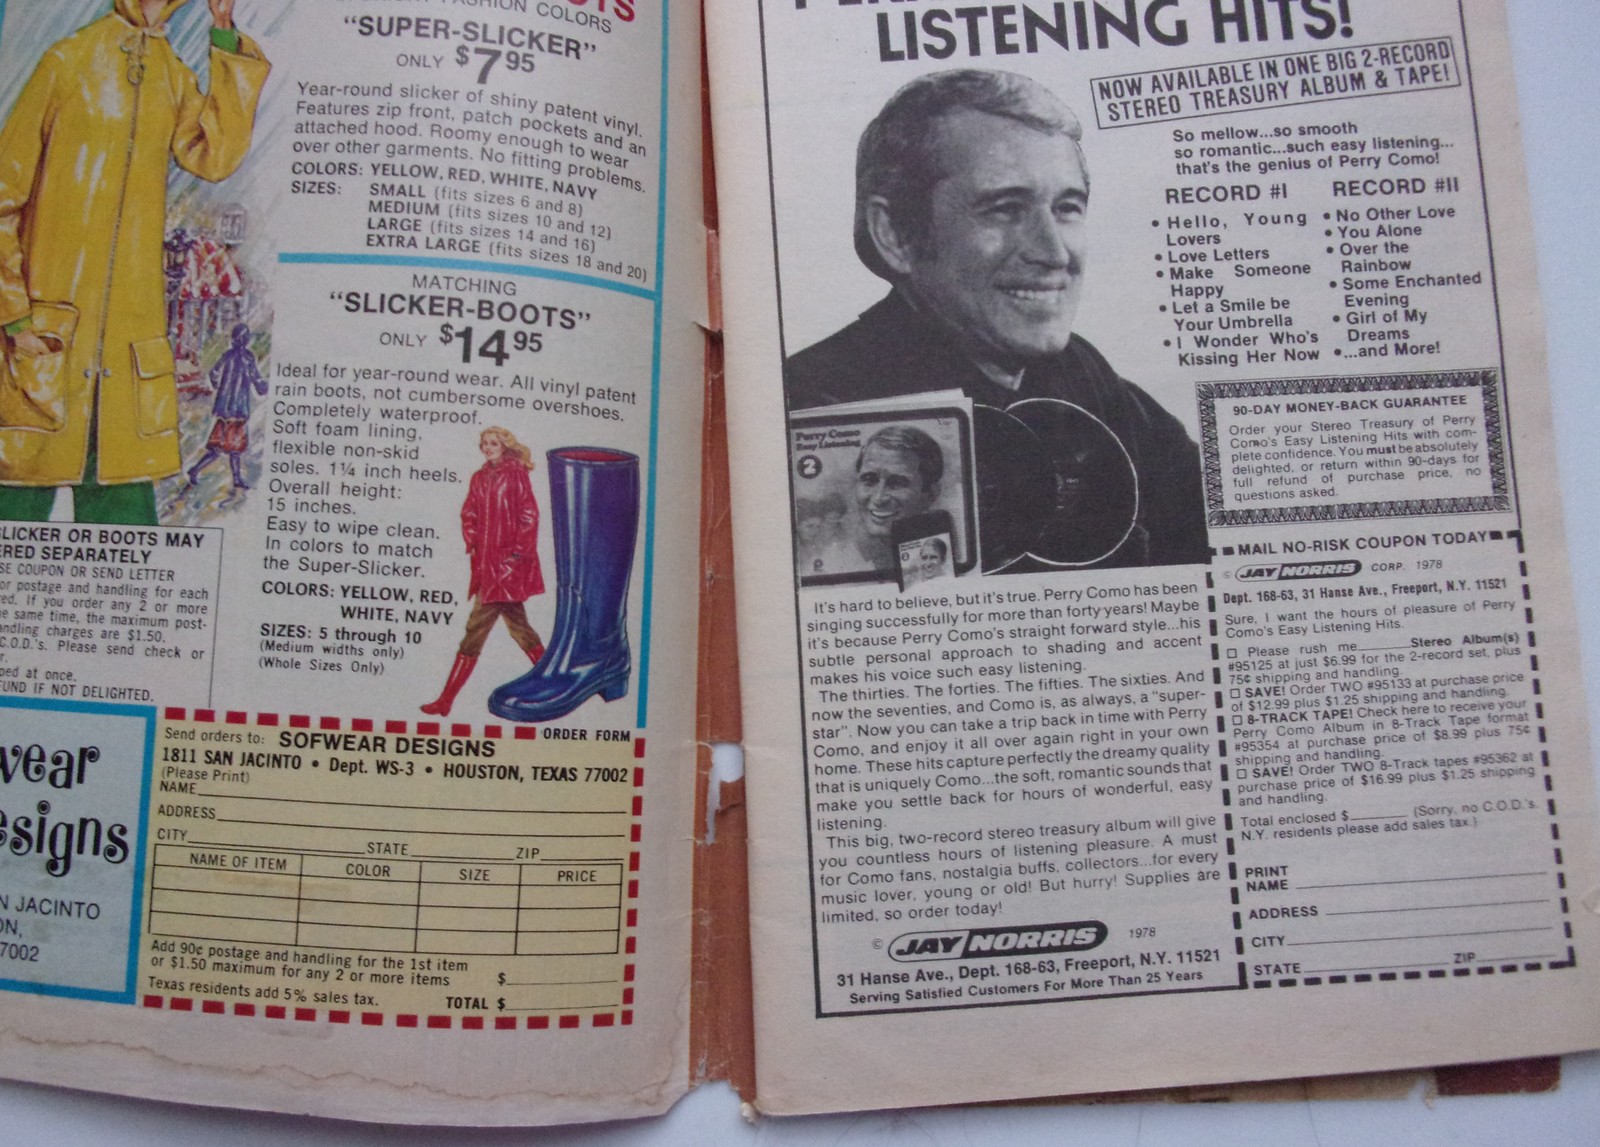 FASHION COLORS
"SUPER-SLICKER"
ONLY $7.95
Year-round slicker of shiny patent vinyl.
Features zip front, patch pockets and an
attached hood. Roomy enough to wear
over other garments. No fitting problems.
COLORS: YELLOW, RED, WHITE, NAVY
SIZES: SMALL (fits sizes 6 and 8)
MEDIUM (fits sizes 10 and 12)
LARGE (fits sizes 14 and 16)
EXTRA LARGE (fits sizes 18 and 20)
MATCHING
"SLICKER-BOOTS"
ONLY $14.95
Ideal for year-round wear. All vinyl patent
rain boots, not cumbersome overshoes.
Completely waterproof.
Soft foam lining,
flexible non-skid
soles. 1¼ inch heels.
Overall height:
15 inches.
Easy to wipe clean.
In colors to match
the Super-Slicker.
COLORS: YELLOW, RED,
WHITE, NAVY
SIZES: 5 through 10
(Medium widths only)
(Whole Sizes Only)
LICKER OR BOOTS MAY
RED SEPARATELY
SE COUPON OR SEND LETTER
or postage and handling for each
red. If you order any 2 or more
e same time, the maximum post-
andling charges are $1.50.
C.O.D.'s. Please send check or
r.
ped at once.
FUND IF NOT DELIGHTED.
wear
esigns
N JACINTO
ON,
7002
ORDER FORM
Send orders to: SOFWEAR DESIGNS
1811 SAN JACINTO • Dept. WS-3 • HOUSTON, TEXAS 77002
(Please Print)
NAME
ADDRESS
CITY STATE ZIP
NAME OF ITEM COLOR SIZE PRICE
Add 90¢ postage and handling for the 1st item
or $1.50 maximum for any 2 or more items $
Texas residents add 5% sales tax. TOTAL $
LISTENING HITS!
NOW AVAILABLE IN ONE BIG 2-RECORD
STEREO TREASURY ALBUM & TAPE!
So mellow...so smooth
so romantic...such easy listening...
that's the genius of Perry Como!
RECORD #I
• Hello, Young
Lovers
• Love Letters
• Make Someone
Happy
• Let a Smile be
Your Umbrella
• I Wonder Who's
Kissing Her Now
RECORD #II
• No Other Love
• You Alone
• Over the
Rainbow
• Some Enchanted
Evening
• Girl of My
Dreams
•...and More!
90-DAY MONEY-BACK GUARANTEE
Order your Stereo Treasury of Perry
Como's Easy Listening Hits with com-
plete confidence. You must be absolutely
delighted, or return within 90-days for
full refund of purchase price, no
questions asked.
Perry Como
Easy Listening
2
It's hard to believe, but it's true. Perry Como has been
singing successfully for more than forty years! Maybe
it's because Perry Como's straight forward style...his
subtle personal approach to shading and accent
makes his voice such easy listening.
The thirties. The forties. The fifties. The sixties. And
now the seventies, and Como is, as always, a "super-
star". Now you can take a trip back in time with Perry
Como, and enjoy it all over again right in your own
home. These hits capture perfectly the dreamy quality
that is uniquely Como...the soft, romantic sounds that
make you settle back for hours of wonderful, easy
listening.
This big, two-record stereo treasury album will give
you countless hours of listening pleasure. A must
for Como fans, nostalgia buffs, collectors...for every
music lover, young or old! But hurry! Supplies are
limited, so order today!
© JAY NORRIS 1978
31 Hanse Ave., Dept. 168-63, Freeport, N.Y. 11521
Serving Satisfied Customers For More Than 25 Years
MAIL NO-RISK COUPON TODAY
© JAY NORRIS CORP. 1978
Dept. 168-63, 31 Hanse Ave., Freeport, N.Y. 11521
Sure, I want the hours of pleasure of Perry
Como's Easy Listening Hits.
□ Please rush me Stereo Album(s)
#95125 at just $6.99 for the 2-record set, plus
75¢ shipping and handling.
□ SAVE! Order TWO #95133 at purchase price
of $12.99 plus $1.25 shipping and handling.
□ 8-TRACK TAPE! Check here to receive your
Perry Como Album in 8-Track Tape format
#95354 at purchase price of $8.99 plus 75¢
shipping and handling.
□ SAVE! Order TWO 8-Track tapes #95362 at
purchase price of $16.99 plus $1.25 shipping
and handling.
Total enclosed $ (Sorry, no C.O.D.'s.
N.Y. residents please add sales tax.)
PRINT
NAME
ADDRESS
CITY
STATE ZIP